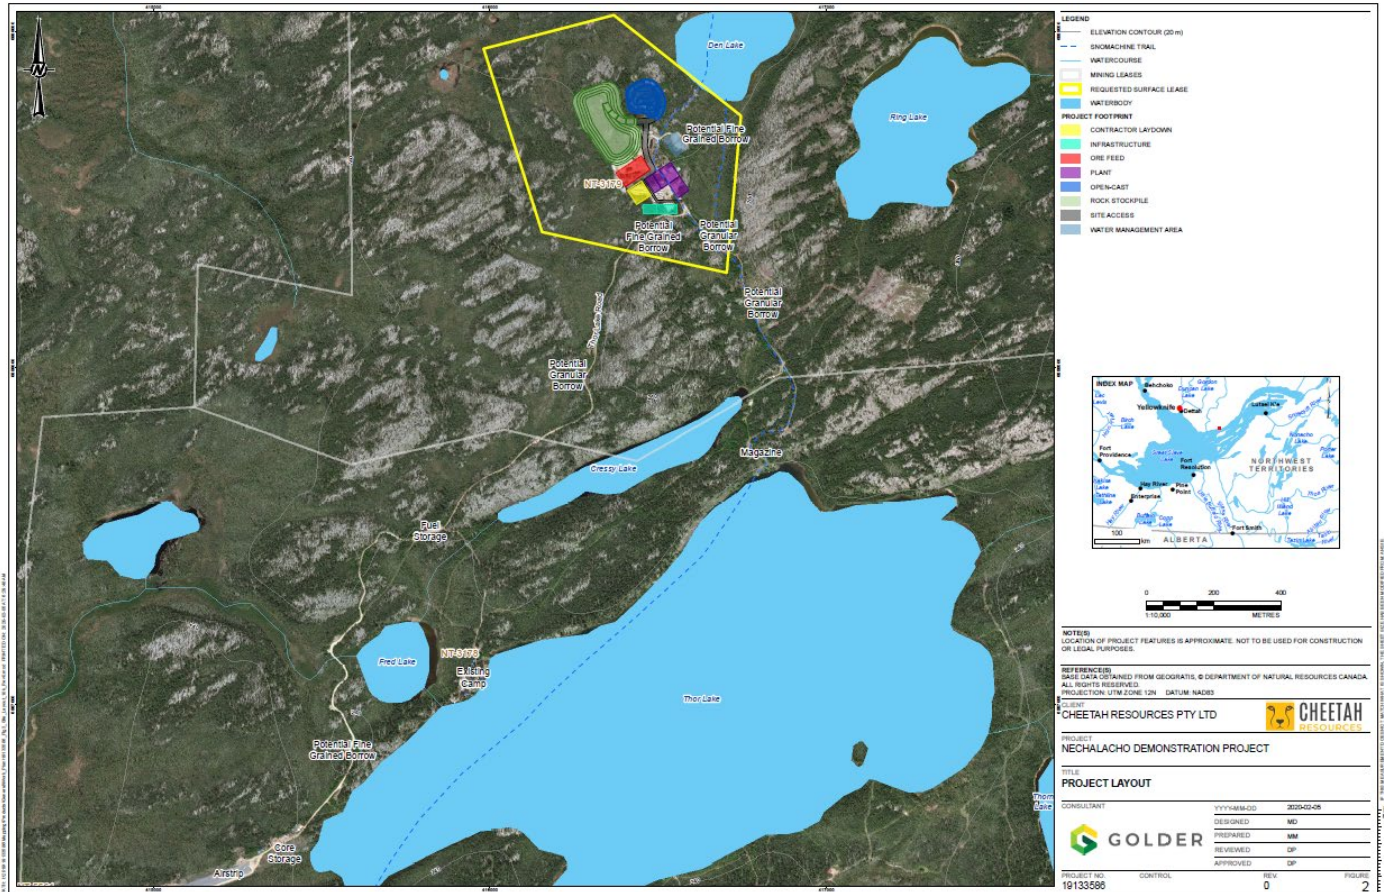 416000
417000
Den Lake
Ring Lake
Potential Fine
Grained Borrow
NT-3179
Potential
Fine Grained
Borrow
Potential
Granular
Borrow
Potential
Granular
Borrow
Thor Lake Road
Potential
Granular
Borrow
Cressy Lake
Magazine
Fuel
Storage
Fred Lake
NT-3178
Existing
Camp
Thor Lake
Potential Fine
Grained Borrow
Core
Storage
Airstrip
LEGEND
ELEVATION CONTOUR (20 m)
SNOMACHINE TRAIL
WATERCOURSE
MINING LEASES
REQUESTED SURFACE LEASE
WATERBODY
PROJECT FOOTPRINT
CONTRACTOR LAYDOWN
INFRASTRUCTURE
ORE FEED
PLANT
OPEN-CAST
ROCK STOCKPILE
SITE ACCESS
WATER MANAGEMENT AREA
INDEX MAP
Behchoko
Yellowknife
Dettah
Fort
Providence
Fort
Resolution
Hay River
Pine
Point
Enterprise
NORTHWEST
TERRITORIES
Fort Smith
ALBERTA
100
km
0 200 400
1:10,000 METRES
NOTE(S)
LOCATION OF PROJECT FEATURES IS APPROXIMATE. NOT TO BE USED FOR CONSTRUCTION
OR LEGAL PURPOSES.
REFERENCE(S)
BASE DATA OBTAINED FROM GEOGRATIS, © DEPARTMENT OF NATURAL RESOURCES CANADA.
ALL RIGHTS RESERVED.
PROJECTION: UTM ZONE 12N DATUM: NAD83
CLIENT
CHEETAH RESOURCES PTY LTD
CHEETAH
RESOURCES
PROJECT
NECHALACHO DEMONSTRATION PROJECT
TITLE
PROJECT LAYOUT
CONSULTANT
GOLDER
YYYY-MM-DD 2020-02-05
DESIGNED MD
PREPARED MM
REVIEWED DP
APPROVED DP
PROJECT NO. CONTROL REV. FIGURE
19133586 0 2